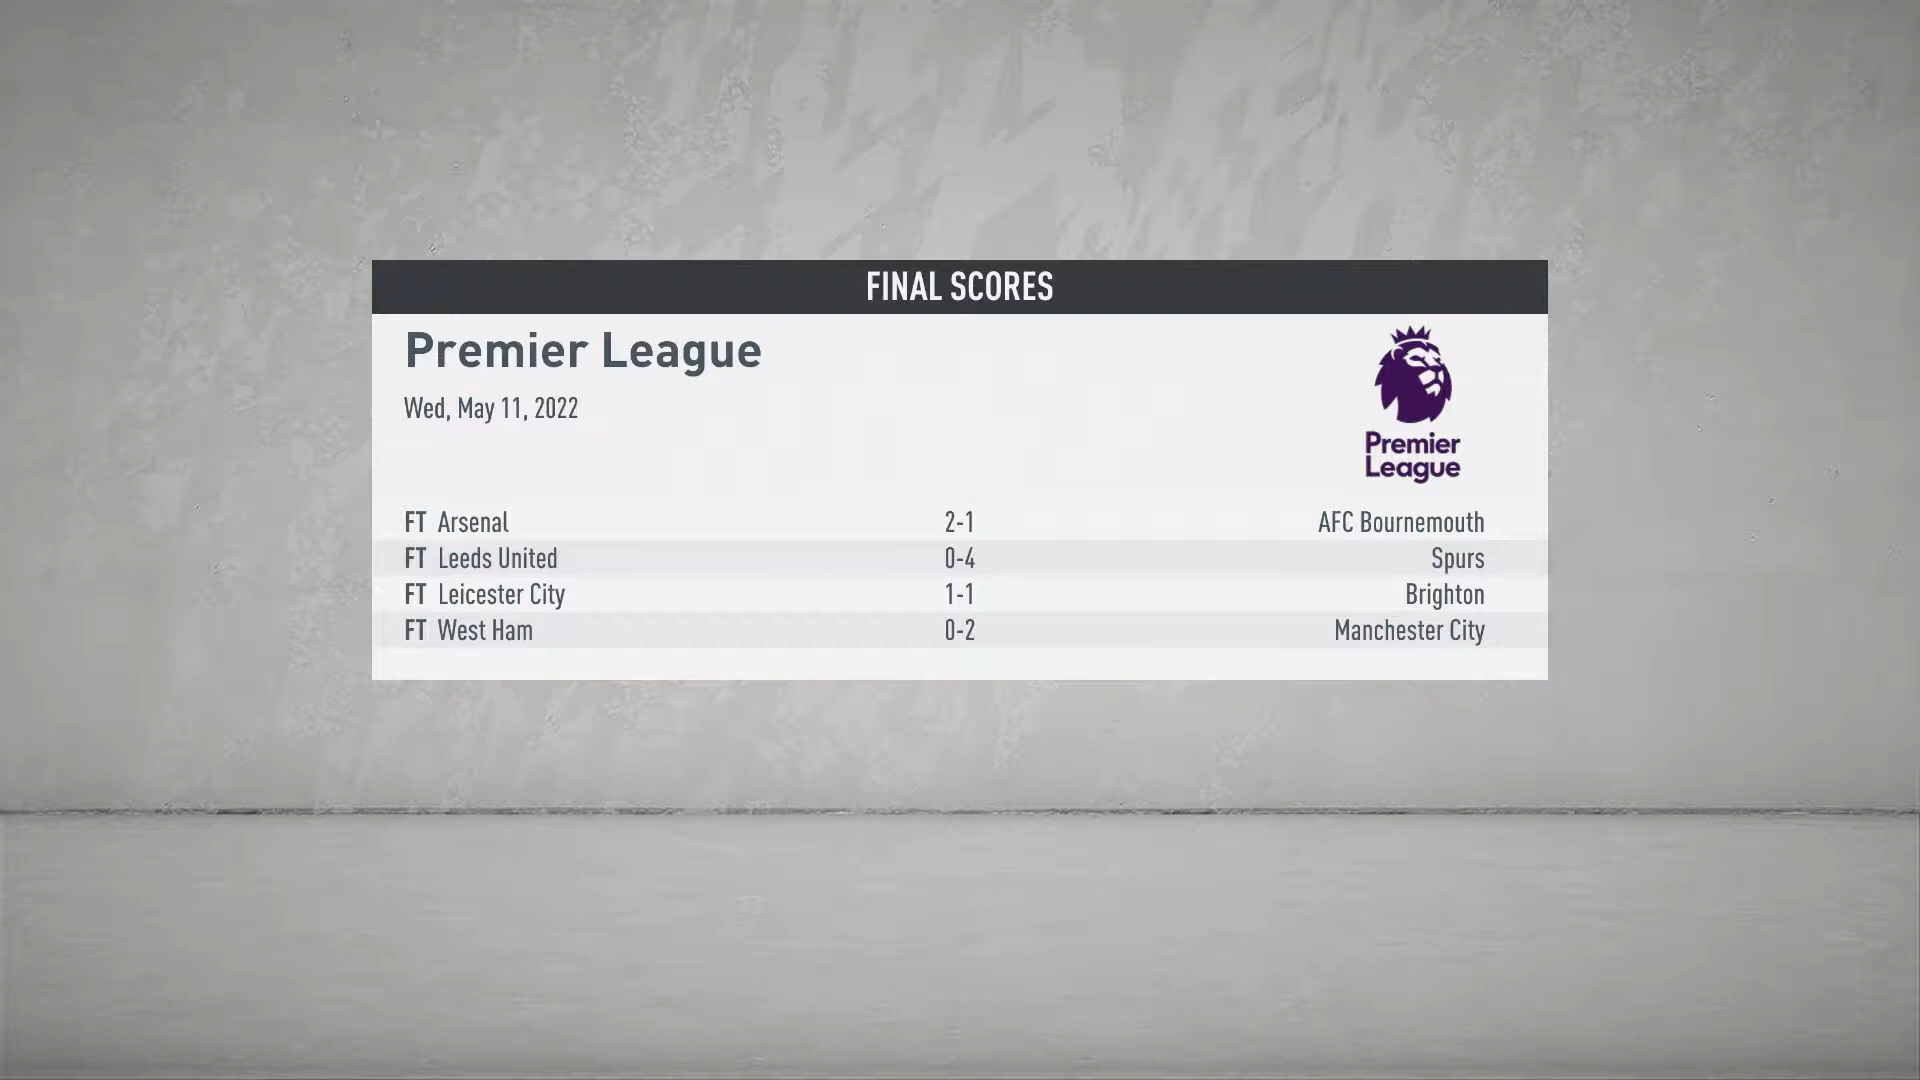 FINAL SCORES
Premier League
Wed, May 11, 2022
Premier
League
FT Arsenal 2-1 AFC Bournemouth
FT Leeds United 0-4 Spurs
FT Leicester City 1-1 Brighton
FT West Ham 0-2 Manchester City